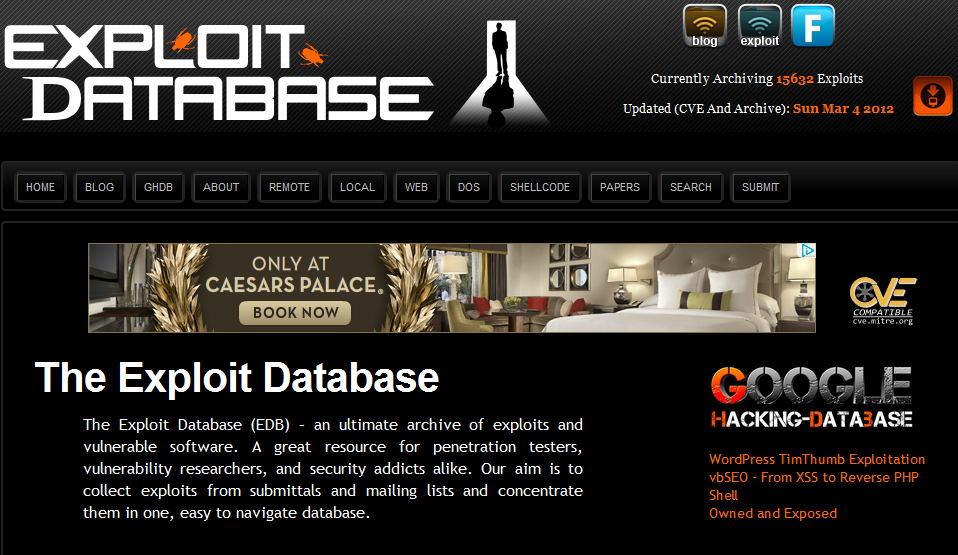 EXPLOIT
DATABASE
blog
exploit
F
Currently Archiving 15632 Exploits
Updated (CVE And Archive): Sun Mar 4 2012
HOME BLOG GHDB ABOUT REMOTE LOCAL WEB DOS SHELLCODE PAPERS SEARCH SUBMIT
ONLY AT
CAESARS PALACE®
BOOK NOW
CVE
COMPATIBLE
cve.mitre.org
The Exploit Database
The Exploit Database (EDB) – an ultimate archive of exploits and
vulnerable software. A great resource for penetration testers,
vulnerability researchers, and security addicts alike. Our aim is to
collect exploits from submittals and mailing lists and concentrate
them in one, easy to navigate database.
GOOGLE
HACKING-DATABASE
WordPress TimThumb Exploitation
vbSEO - From XSS to Reverse PHP
Shell
Owned and Exposed